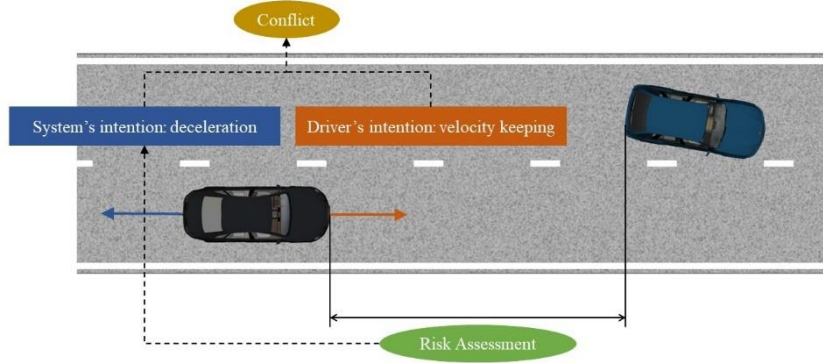 Conflict
System’s intention: deceleration
Driver’s intention: velocity keeping
Risk Assessment